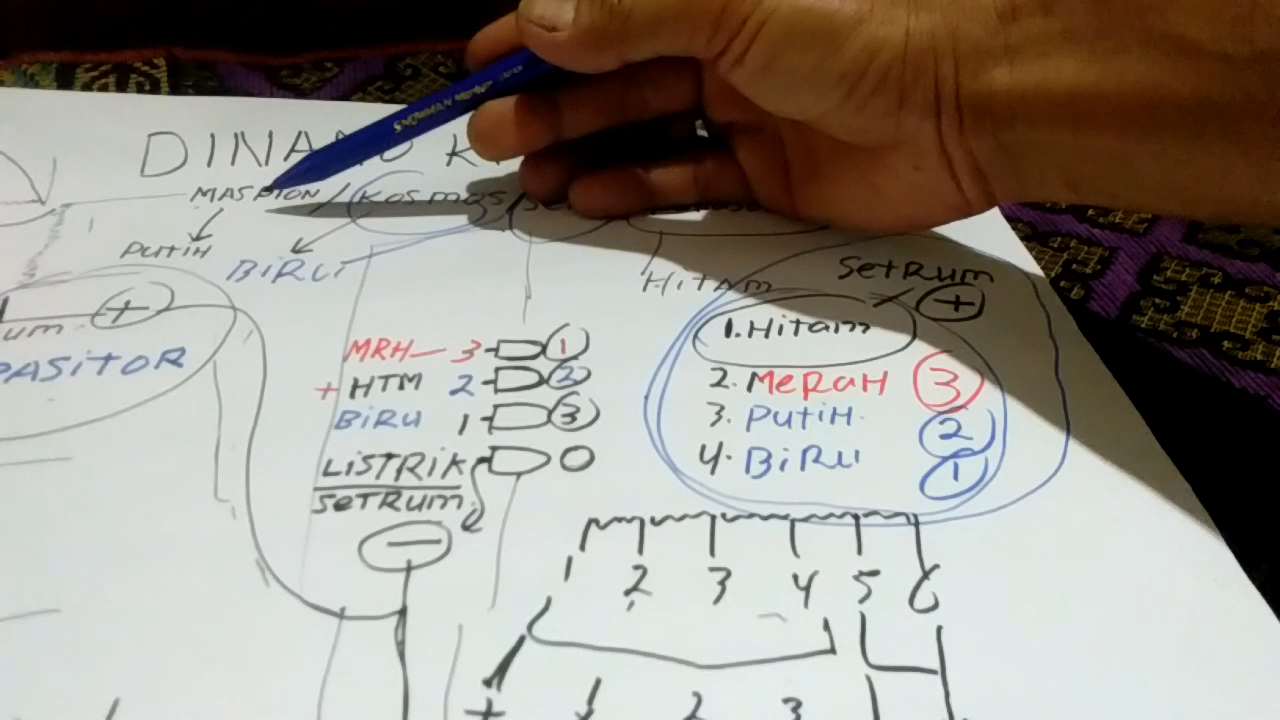 DINAMO K
MASPION / KOSMOS
PUTIH
BIRU
HITAM
SETRUM
+
+
um
PASITOR
1. Hitam
MRH 3 1
2. MERAH 3
+ HTM 2 2
3. PUTIH 2
BIRU 1 3
4. BIRU 1
LISTRIK
SETRUM
−
1 2 3 4 5 6
+ 1 2 3
SNOWMAN